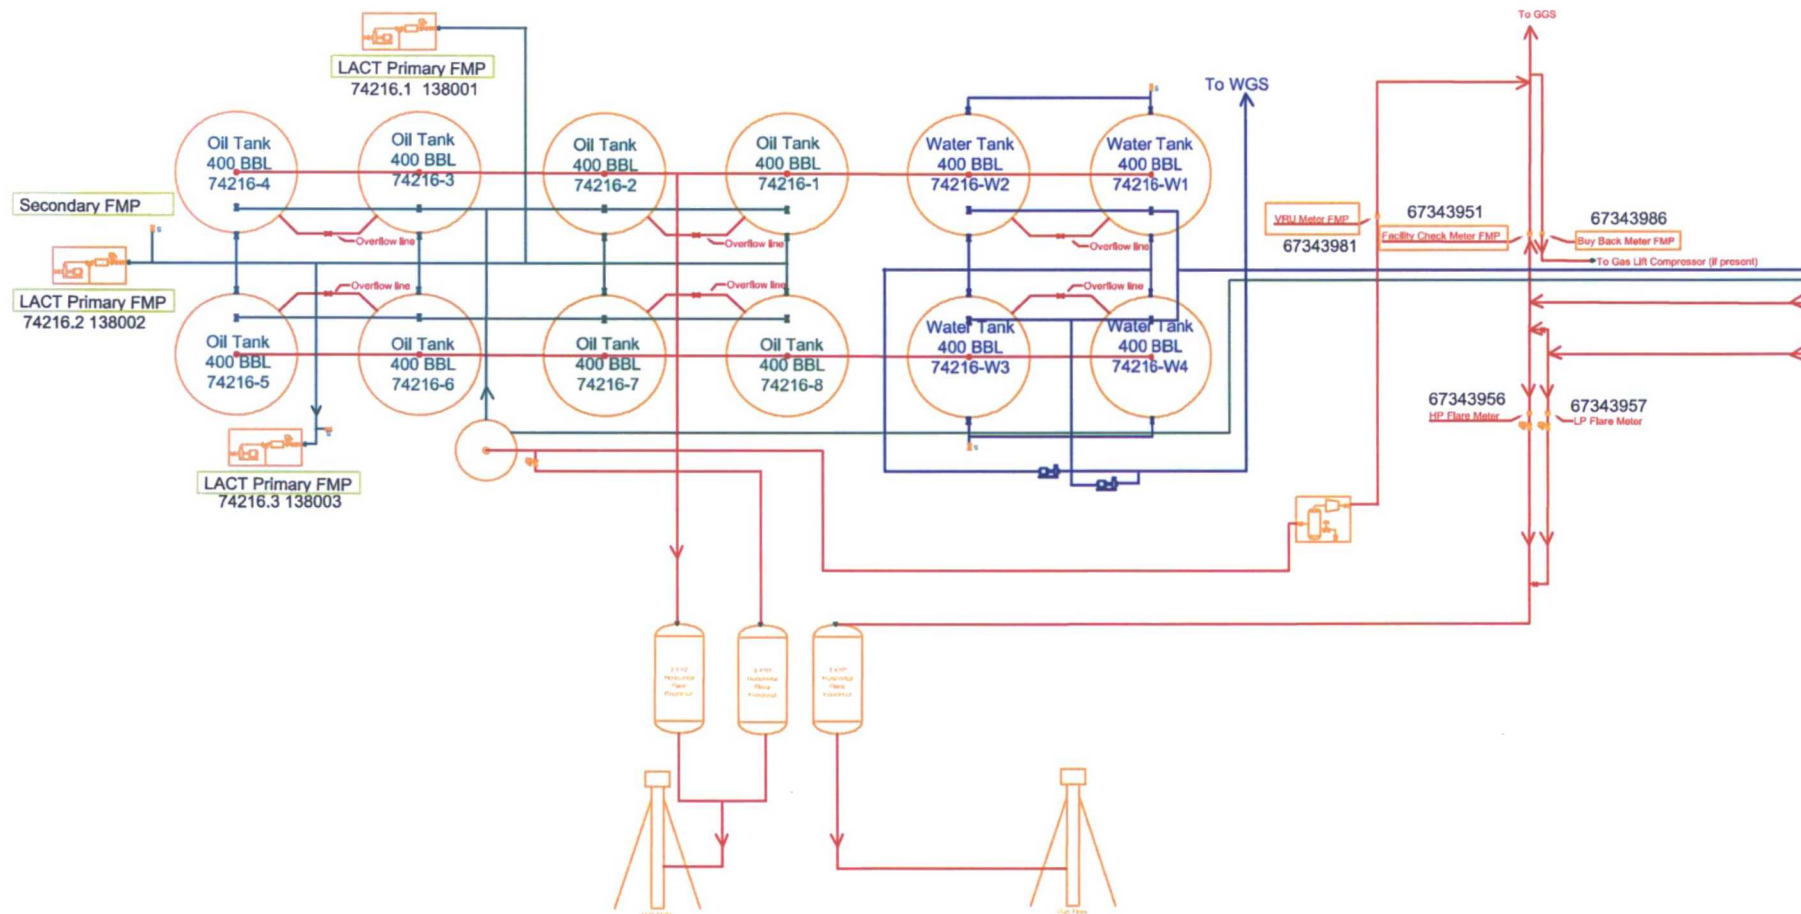 To GGS
LACT Primary FMP
74216.1 138001
To WGS
Oil Tank
400 BBL
74216-4
Oil Tank
400 BBL
74216-3
Oil Tank
400 BBL
74216-2
Oil Tank
400 BBL
74216-1
Water Tank
400 BBL
74216-W2
Water Tank
400 BBL
74216-W1
Secondary FMP
VRU Meter FMP
67343981
67343951
Facility Check Meter FMP
67343986
Buy Back Meter FMP
Overflow line
Overflow line
Overflow line
To Gas Lift Compressor (if present)
LACT Primary FMP
74216.2 138002
Overflow line
Overflow line
Overflow line
Oil Tank
400 BBL
74216-5
Oil Tank
400 BBL
74216-6
Oil Tank
400 BBL
74216-7
Oil Tank
400 BBL
74216-8
Water Tank
400 BBL
74216-W3
Water Tank
400 BBL
74216-W4
67343956
HP Flare Meter
67343957
LP Flare Meter
LACT Primary FMP
74216.3 138003